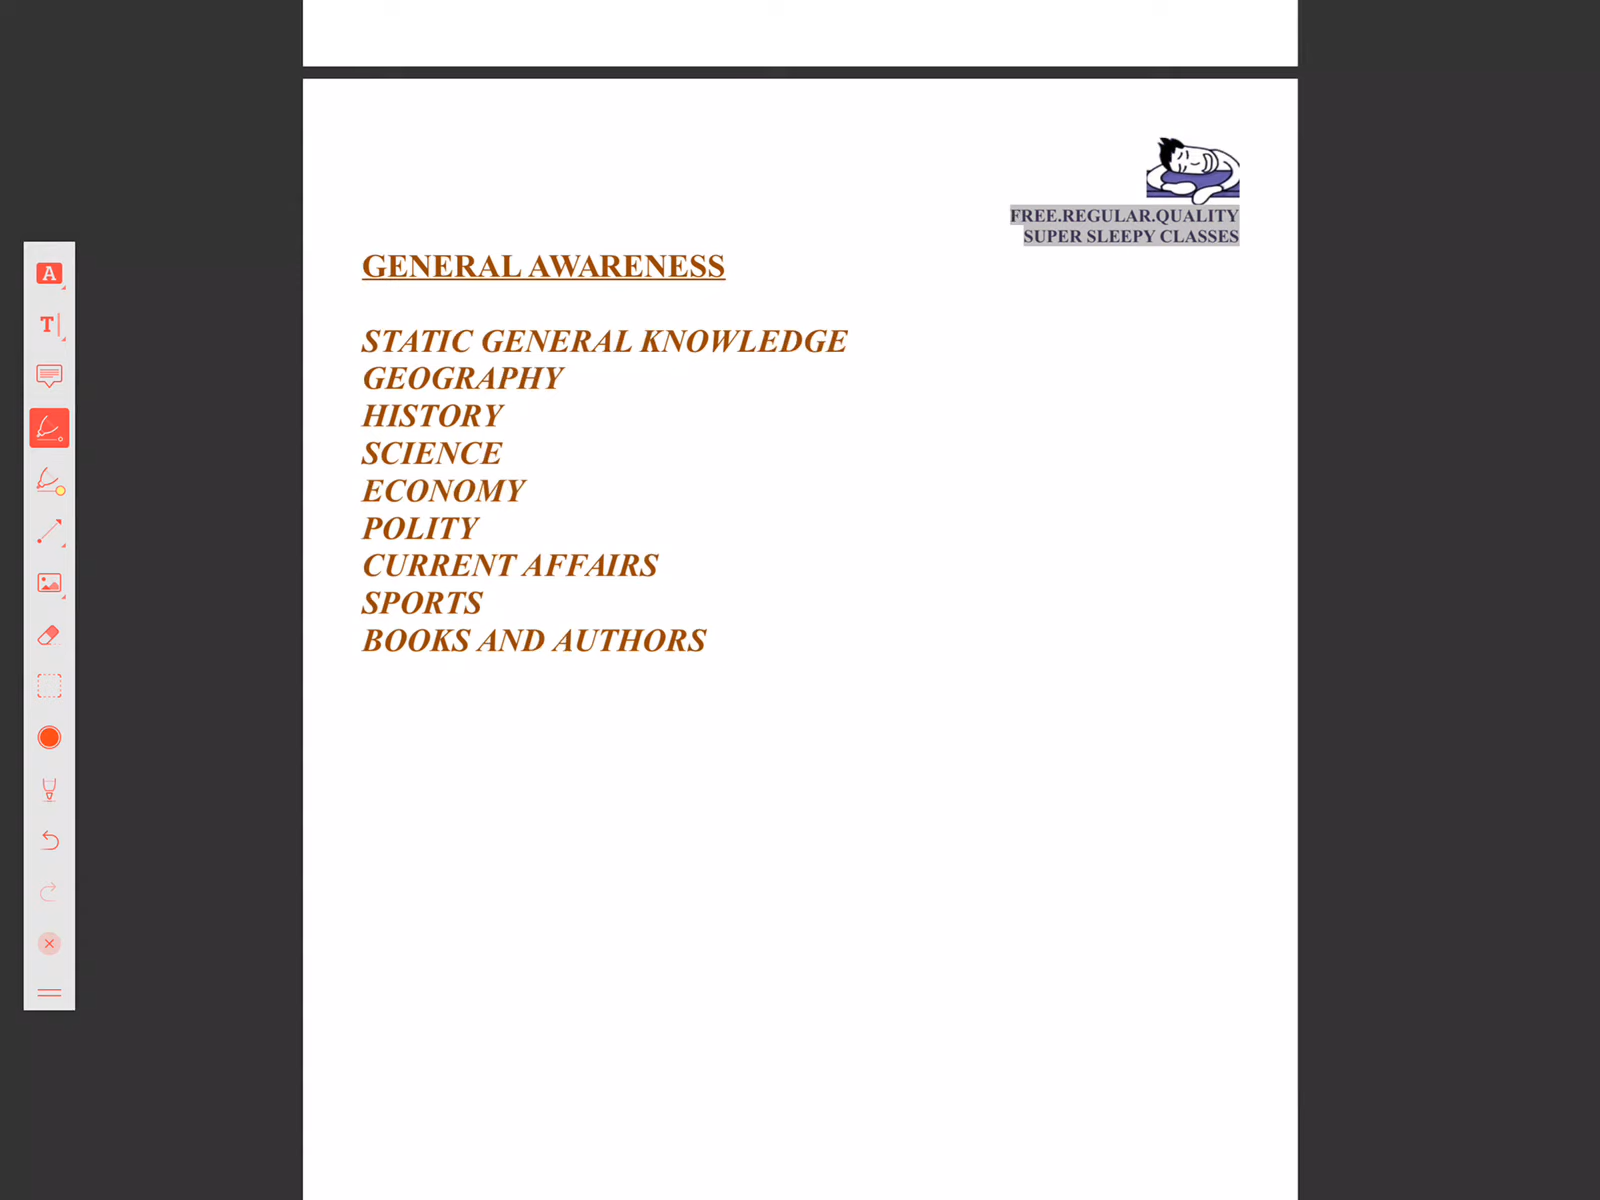 FREE.REGULAR.QUALITY
SUPER SLEEPY CLASSES
GENERAL AWARENESS
STATIC GENERAL KNOWLEDGE
GEOGRAPHY
HISTORY
SCIENCE
ECONOMY
POLITY
CURRENT AFFAIRS
SPORTS
BOOKS AND AUTHORS
A
T